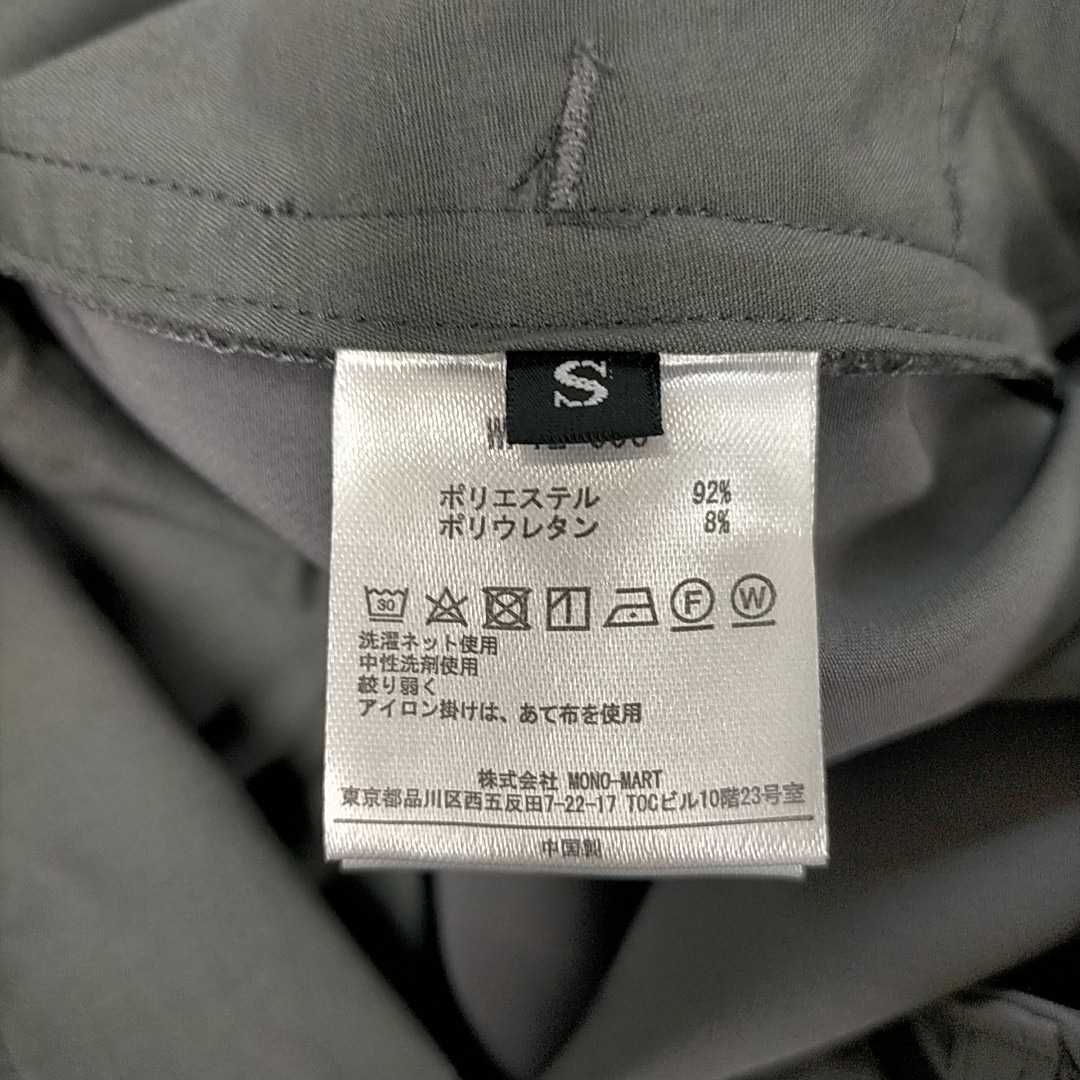 S
ポリエステル 92%
ポリウレタン 8%
30 F W
洗濯ネット使用
中性洗剤使用
絞り弱く
アイロン掛けは、あて布を使用
株式会社 MONO-MART
東京都品川区西五反田7-22-17 TOCビル10階23号室
中国製